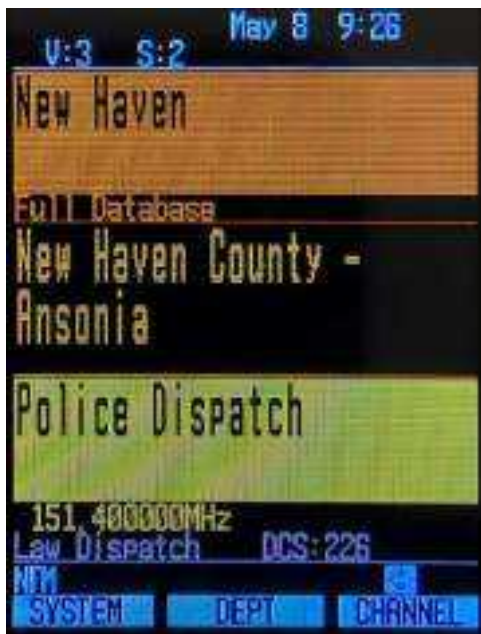 May 8 9:26
V:3 S:2
New Haven
Full Database
New Haven County -
Ansonia
Police Dispatch
151.400000MHz
Law Dispatch DCS:226
NFM
SYSTEM DEPT CHANNEL